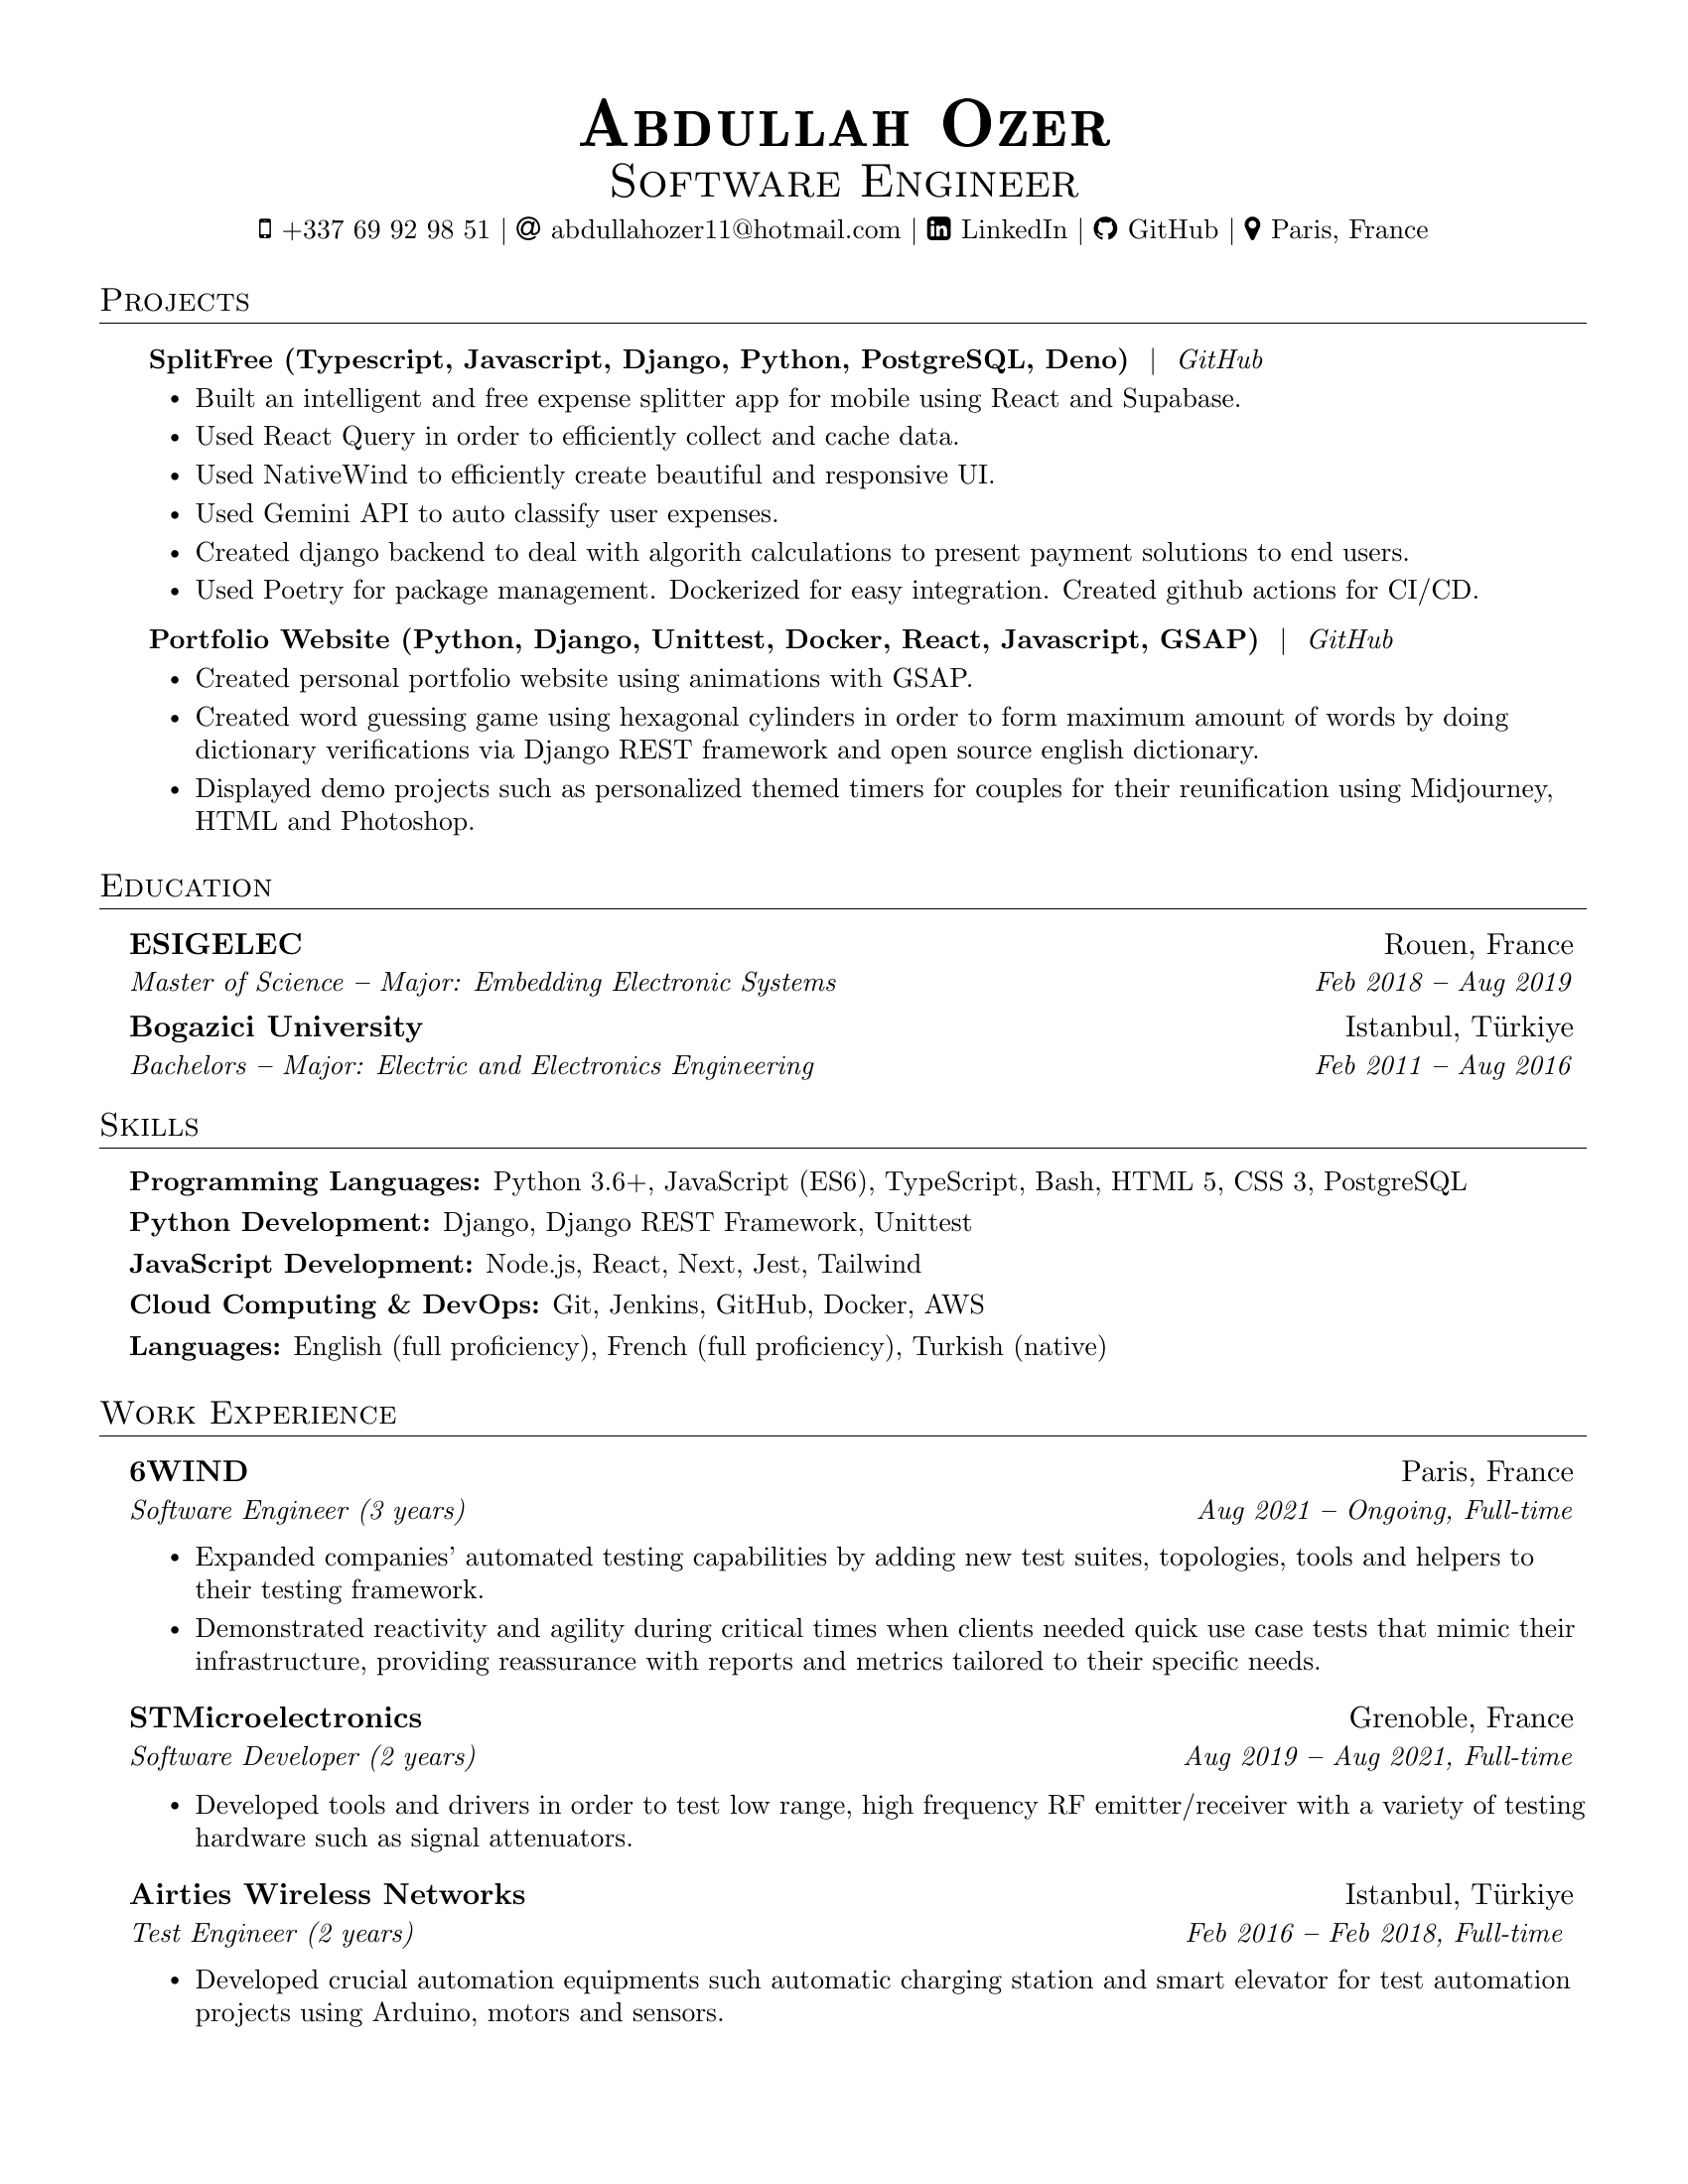 Abdullah Ozer
Software Engineer
+337 69 92 98 51 | abdullahozer11@hotmail.com | LinkedIn | GitHub | Paris, France
Projects
SplitFree (Typescript, Javascript, Django, Python, PostgreSQL, Deno) | GitHub
• Built an intelligent and free expense splitter app for mobile using React and Supabase.
• Used React Query in order to efficiently collect and cache data.
• Used NativeWind to efficiently create beautiful and responsive UI.
• Used Gemini API to auto classify user expenses.
• Created django backend to deal with algorith calculations to present payment solutions to end users.
• Used Poetry for package management. Dockerized for easy integration. Created github actions for CI/CD.
Portfolio Website (Python, Django, Unittest, Docker, React, Javascript, GSAP) | GitHub
• Created personal portfolio website using animations with GSAP.
• Created word guessing game using hexagonal cylinders in order to form maximum amount of words by doing
dictionary verifications via Django REST framework and open source english dictionary.
• Displayed demo projects such as personalized themed timers for couples for their reunification using Midjourney,
HTML and Photoshop.
Education
ESIGELEC Rouen, France
Master of Science – Major: Embedding Electronic Systems Feb 2018 – Aug 2019
Bogazici University Istanbul, Türkiye
Bachelors – Major: Electric and Electronics Engineering Feb 2011 – Aug 2016
Skills
Programming Languages: Python 3.6+, JavaScript (ES6), TypeScript, Bash, HTML 5, CSS 3, PostgreSQL
Python Development: Django, Django REST Framework, Unittest
JavaScript Development: Node.js, React, Next, Jest, Tailwind
Cloud Computing & DevOps: Git, Jenkins, GitHub, Docker, AWS
Languages: English (full proficiency), French (full proficiency), Turkish (native)
Work Experience
6WIND Paris, France
Software Engineer (3 years) Aug 2021 – Ongoing, Full-time
• Expanded companies' automated testing capabilities by adding new test suites, topologies, tools and helpers to
their testing framework.
• Demonstrated reactivity and agility during critical times when clients needed quick use case tests that mimic their
infrastructure, providing reassurance with reports and metrics tailored to their specific needs.
STMicroelectronics Grenoble, France
Software Developer (2 years) Aug 2019 – Aug 2021, Full-time
• Developed tools and drivers in order to test low range, high frequency RF emitter/receiver with a variety of testing
hardware such as signal attenuators.
Airties Wireless Networks Istanbul, Türkiye
Test Engineer (2 years) Feb 2016 – Feb 2018, Full-time
• Developed crucial automation equipments such automatic charging station and smart elevator for test automation
projects using Arduino, motors and sensors.